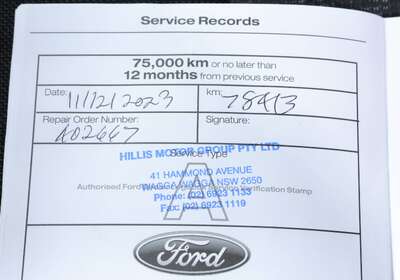 Service Records
75,000 km or no later than
12 months from previous service
Date: 11/12/2023
km: 78413
Repair Order Number: A02667
Signature:
HILLIS MOTOR GROUP PTY LTD
Service Type
41 HAMMOND AVENUE
WAGGA WAGGA NSW 2650
Authorised Ford Service Verification Stamp
Phone: (02) 6923 1133
Fax: (02) 6923 1119
A
Ford